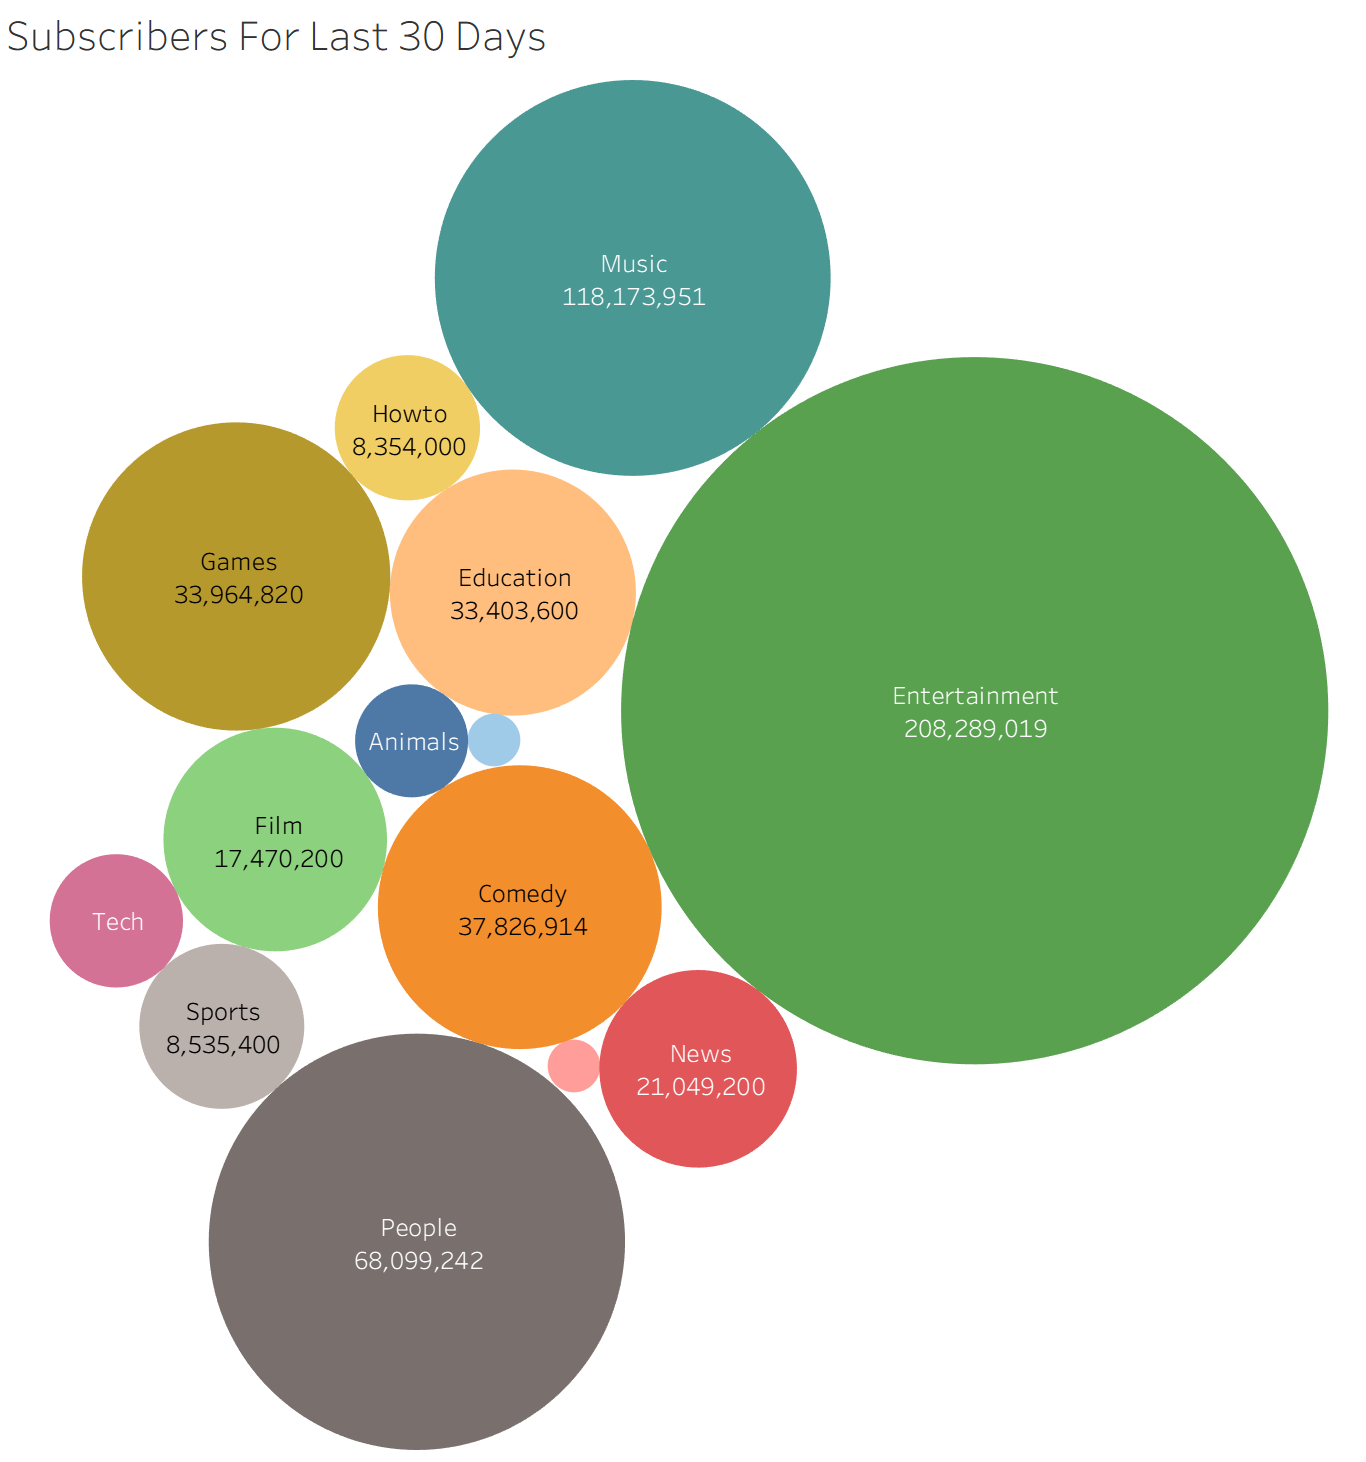 Subscribers For Last 30 Days
Music
118,173,951
Howto
8,354,000
Games
33,964,820
Education
33,403,600
Entertainment
208,289,019
Animals
Film
17,470,200
Comedy
37,826,914
Tech
Sports
8,535,400
News
21,049,200
People
68,099,242